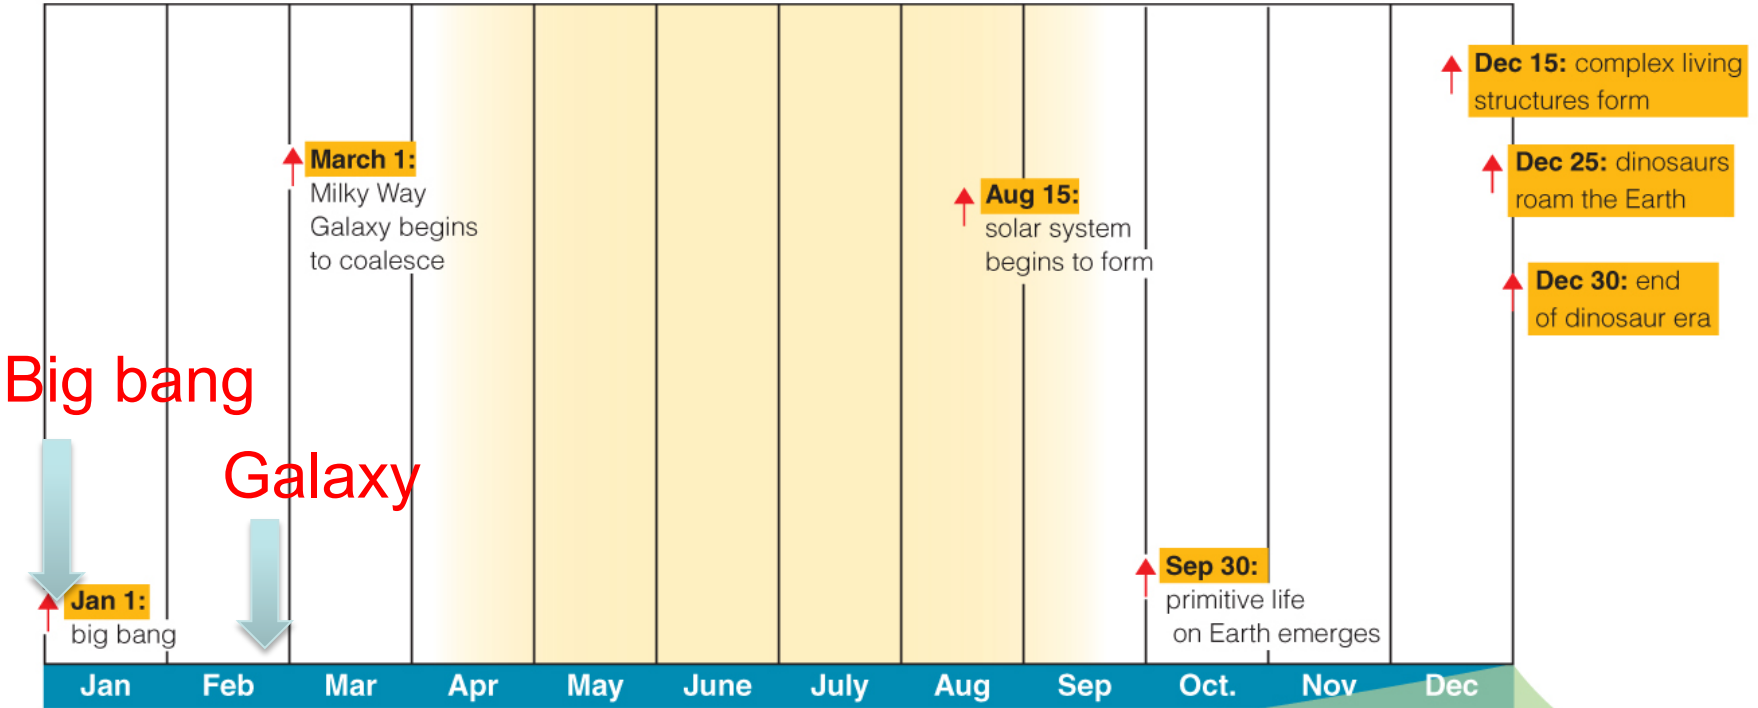 Dec 15: complex living
structures form
March 1:
Milky Way
Galaxy begins
to coalesce
Dec 25: dinosaurs
roam the Earth
Aug 15:
solar system
begins to form
Dec 30: end
of dinosaur era
Big bang
Galaxy
Sep 30:
primitive life
on Earth emerges
Jan 1:
big bang
Jan Feb Mar Apr May June July Aug Sep Oct. Nov Dec